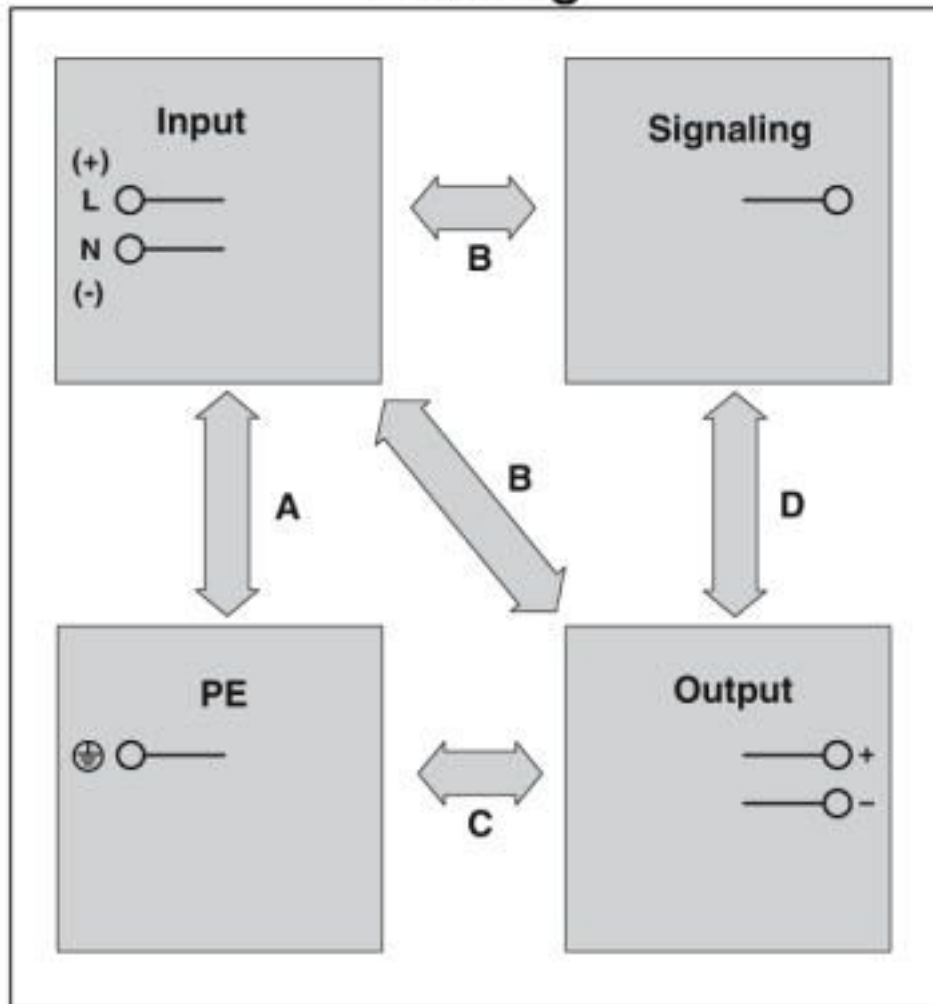 Input
(+)
L
N
(-)
Signaling
B
A
B
D
PE
Output
+
–
C